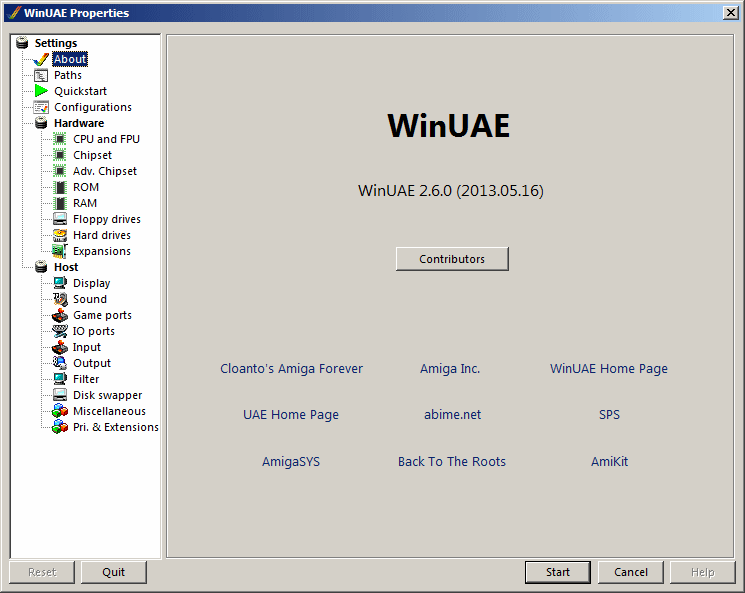 WinUAE Properties
Settings
About
Paths
Quickstart
Configurations
Hardware
CPU and FPU
Chipset
Adv. Chipset
ROM
RAM
Floppy drives
Hard drives
Expansions
Host
Display
Sound
Game ports
IO ports
Input
Output
Filter
Disk swapper
Miscellaneous
Pri. & Extensions
WinUAE
WinUAE 2.6.0 (2013.05.16)
Contributors
Cloanto's Amiga Forever Amiga Inc. WinUAE Home Page
UAE Home Page abime.net SPS
AmigaSYS Back To The Roots AmiKit
Reset Quit Start Cancel Help